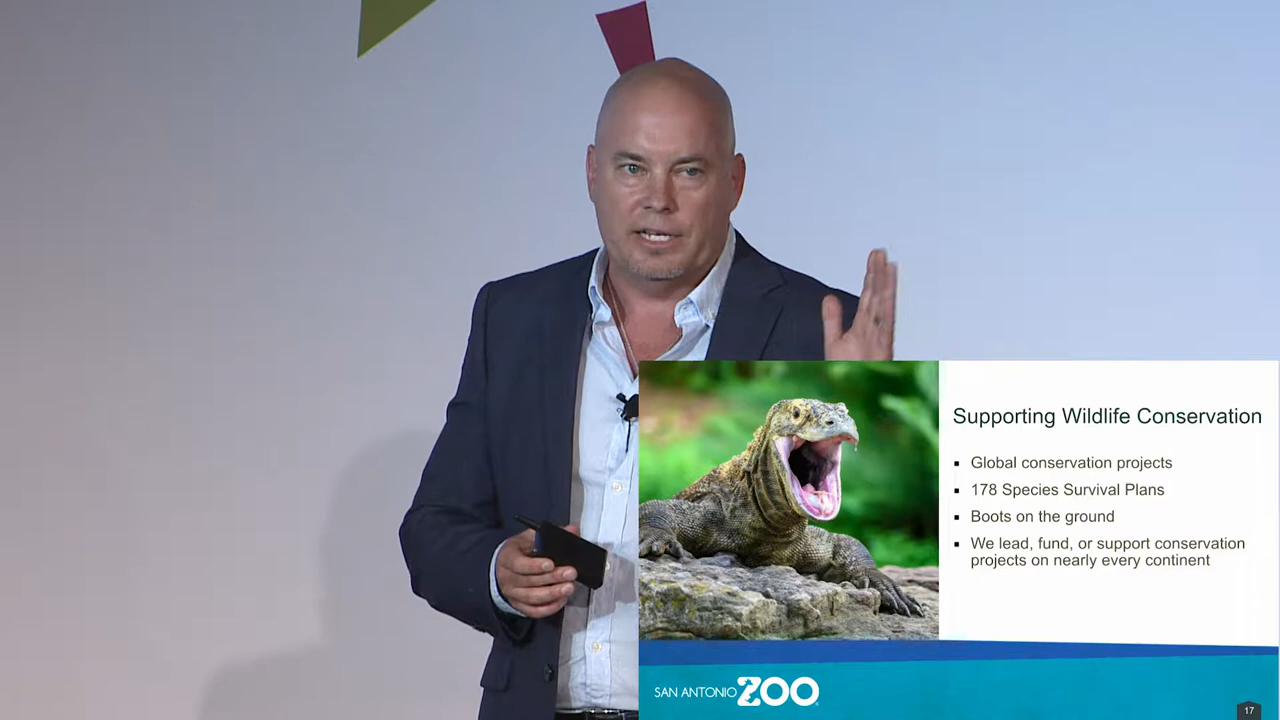 Supporting Wildlife Conservation
▪ Global conservation projects
▪ 178 Species Survival Plans
▪ Boots on the ground
▪ We lead, fund, or support conservation
projects on nearly every continent
SAN ANTONIO ZOO
17